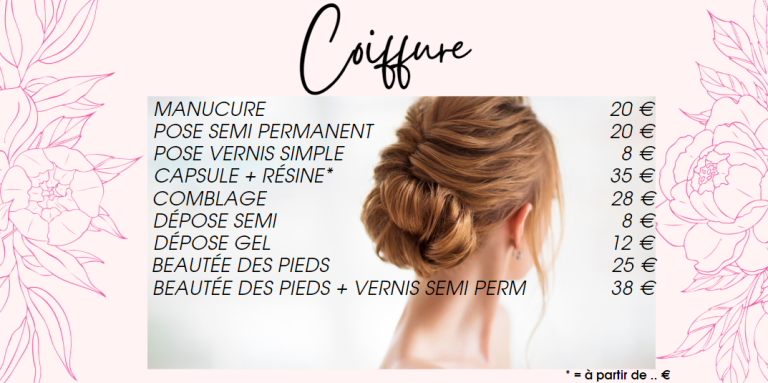 Coiffure
MANUCURE 20 €
POSE SEMI PERMANENT 20 €
POSE VERNIS SIMPLE 8 €
CAPSULE + RÉSINE* 35 €
COMBLAGE 28 €
DÉPOSE SEMI 8 €
DÉPOSE GEL 12 €
BEAUTÉE DES PIEDS 25 €
BEAUTÉE DES PIEDS + VERNIS SEMI PERM 38 €
* = à partir de .. €